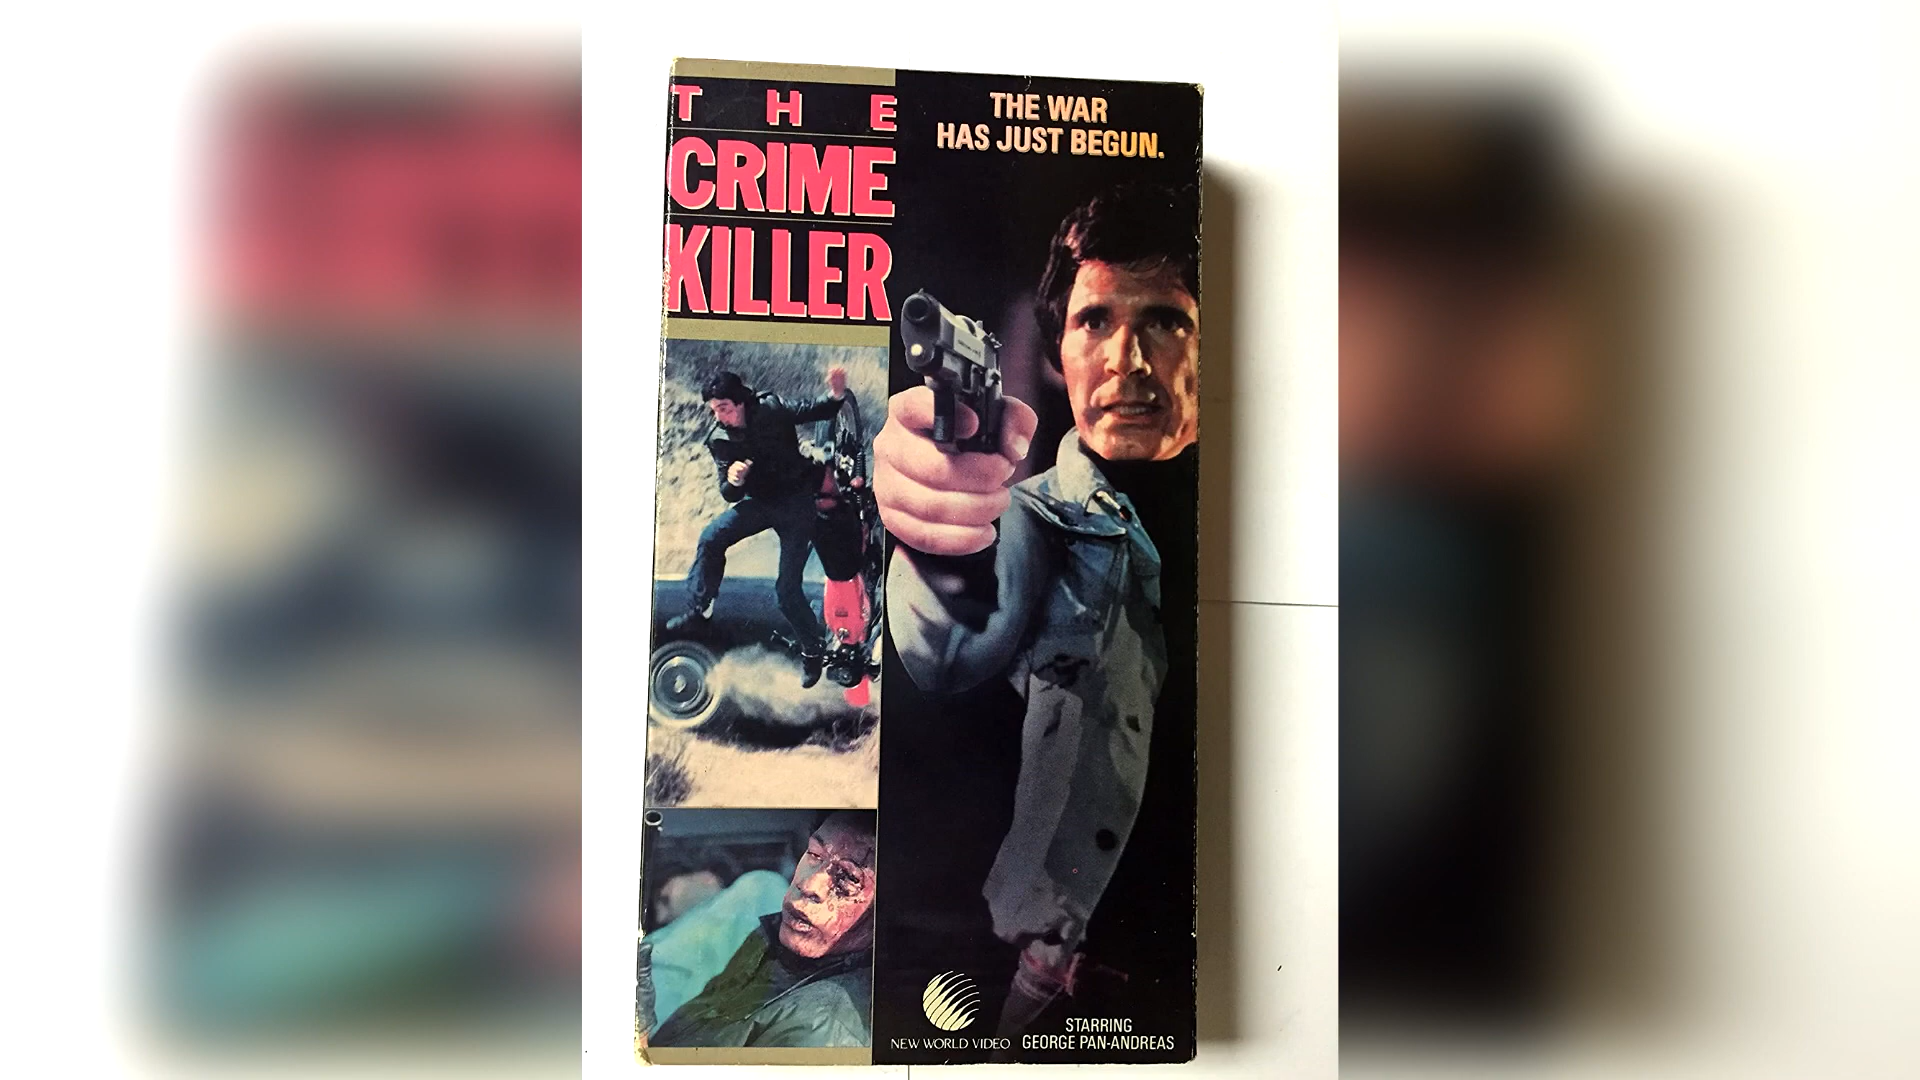 THE
CRIME
KILLER
THE WAR
HAS JUST BEGUN.
NEW WORLD VIDEO
STARRING
GEORGE PAN-ANDREAS